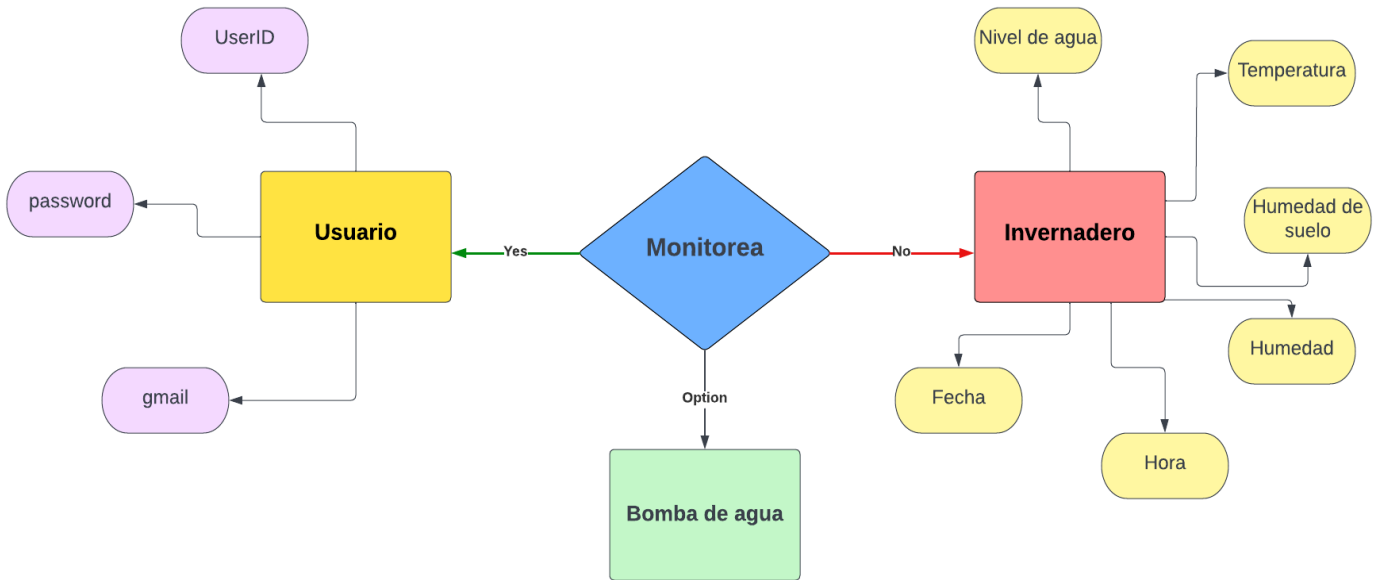 UserID
Nivel de agua
Temperatura
password
Usuario
Monitorea
Yes
No
Invernadero
Humedad de
suelo
Humedad
gmail
Option
Fecha
Hora
Bomba de agua